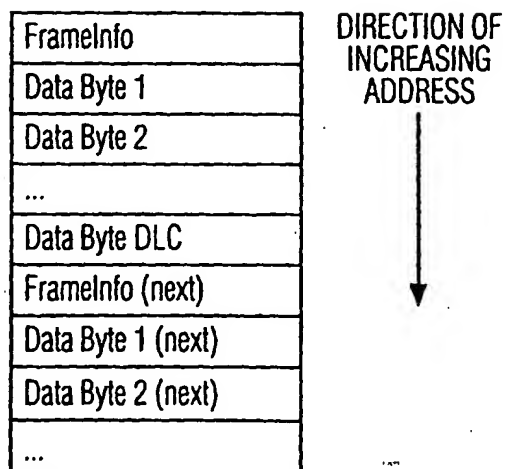 FrameInfo
Data Byte 1
Data Byte 2
...
Data Byte DLC
FrameInfo (next)
Data Byte 1 (next)
Data Byte 2 (next)
...
DIRECTION OF
INCREASING
ADDRESS